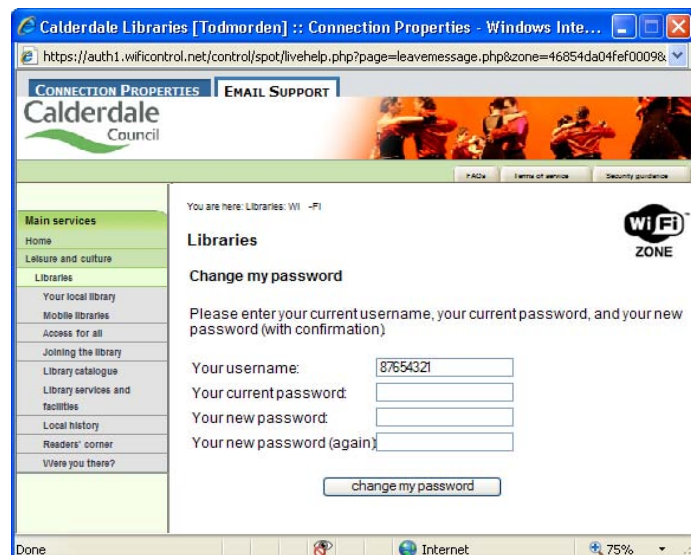 Calderdale Libraries [Todmorden] :: Connection Properties - Windows Inte...
https://auth1.wificontrol.net/control/spot/livehelp.php?page=leavemessage.php&zone=46854da04fef0009&
CONNECTION PROPERTIES
EMAIL SUPPORT
Calderdale
Council
FAQs
Terms of service
Security guidance
Main services
Home
Leisure and culture
Libraries
Your local library
Mobile libraries
Access for all
Joining the library
Library catalogue
Library services and
facilities
Local history
Readers' corner
Were you there?
You are here: Libraries: WI -FI
Wi Fi
ZONE
Libraries
Change my password
Please enter your current username, your current password, and your new
password (with confirmation).
Your username:
87654321
Your current password:
Your new password:
Your new password (again)
change my password
Done
Internet
75%